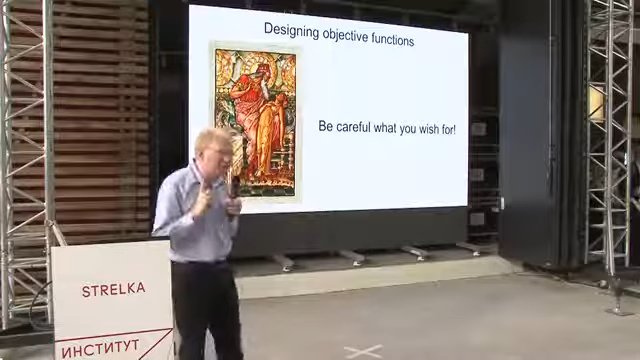 Designing objective functions
Be careful what you wish for!
STRELKA
ИНСТИТУТ